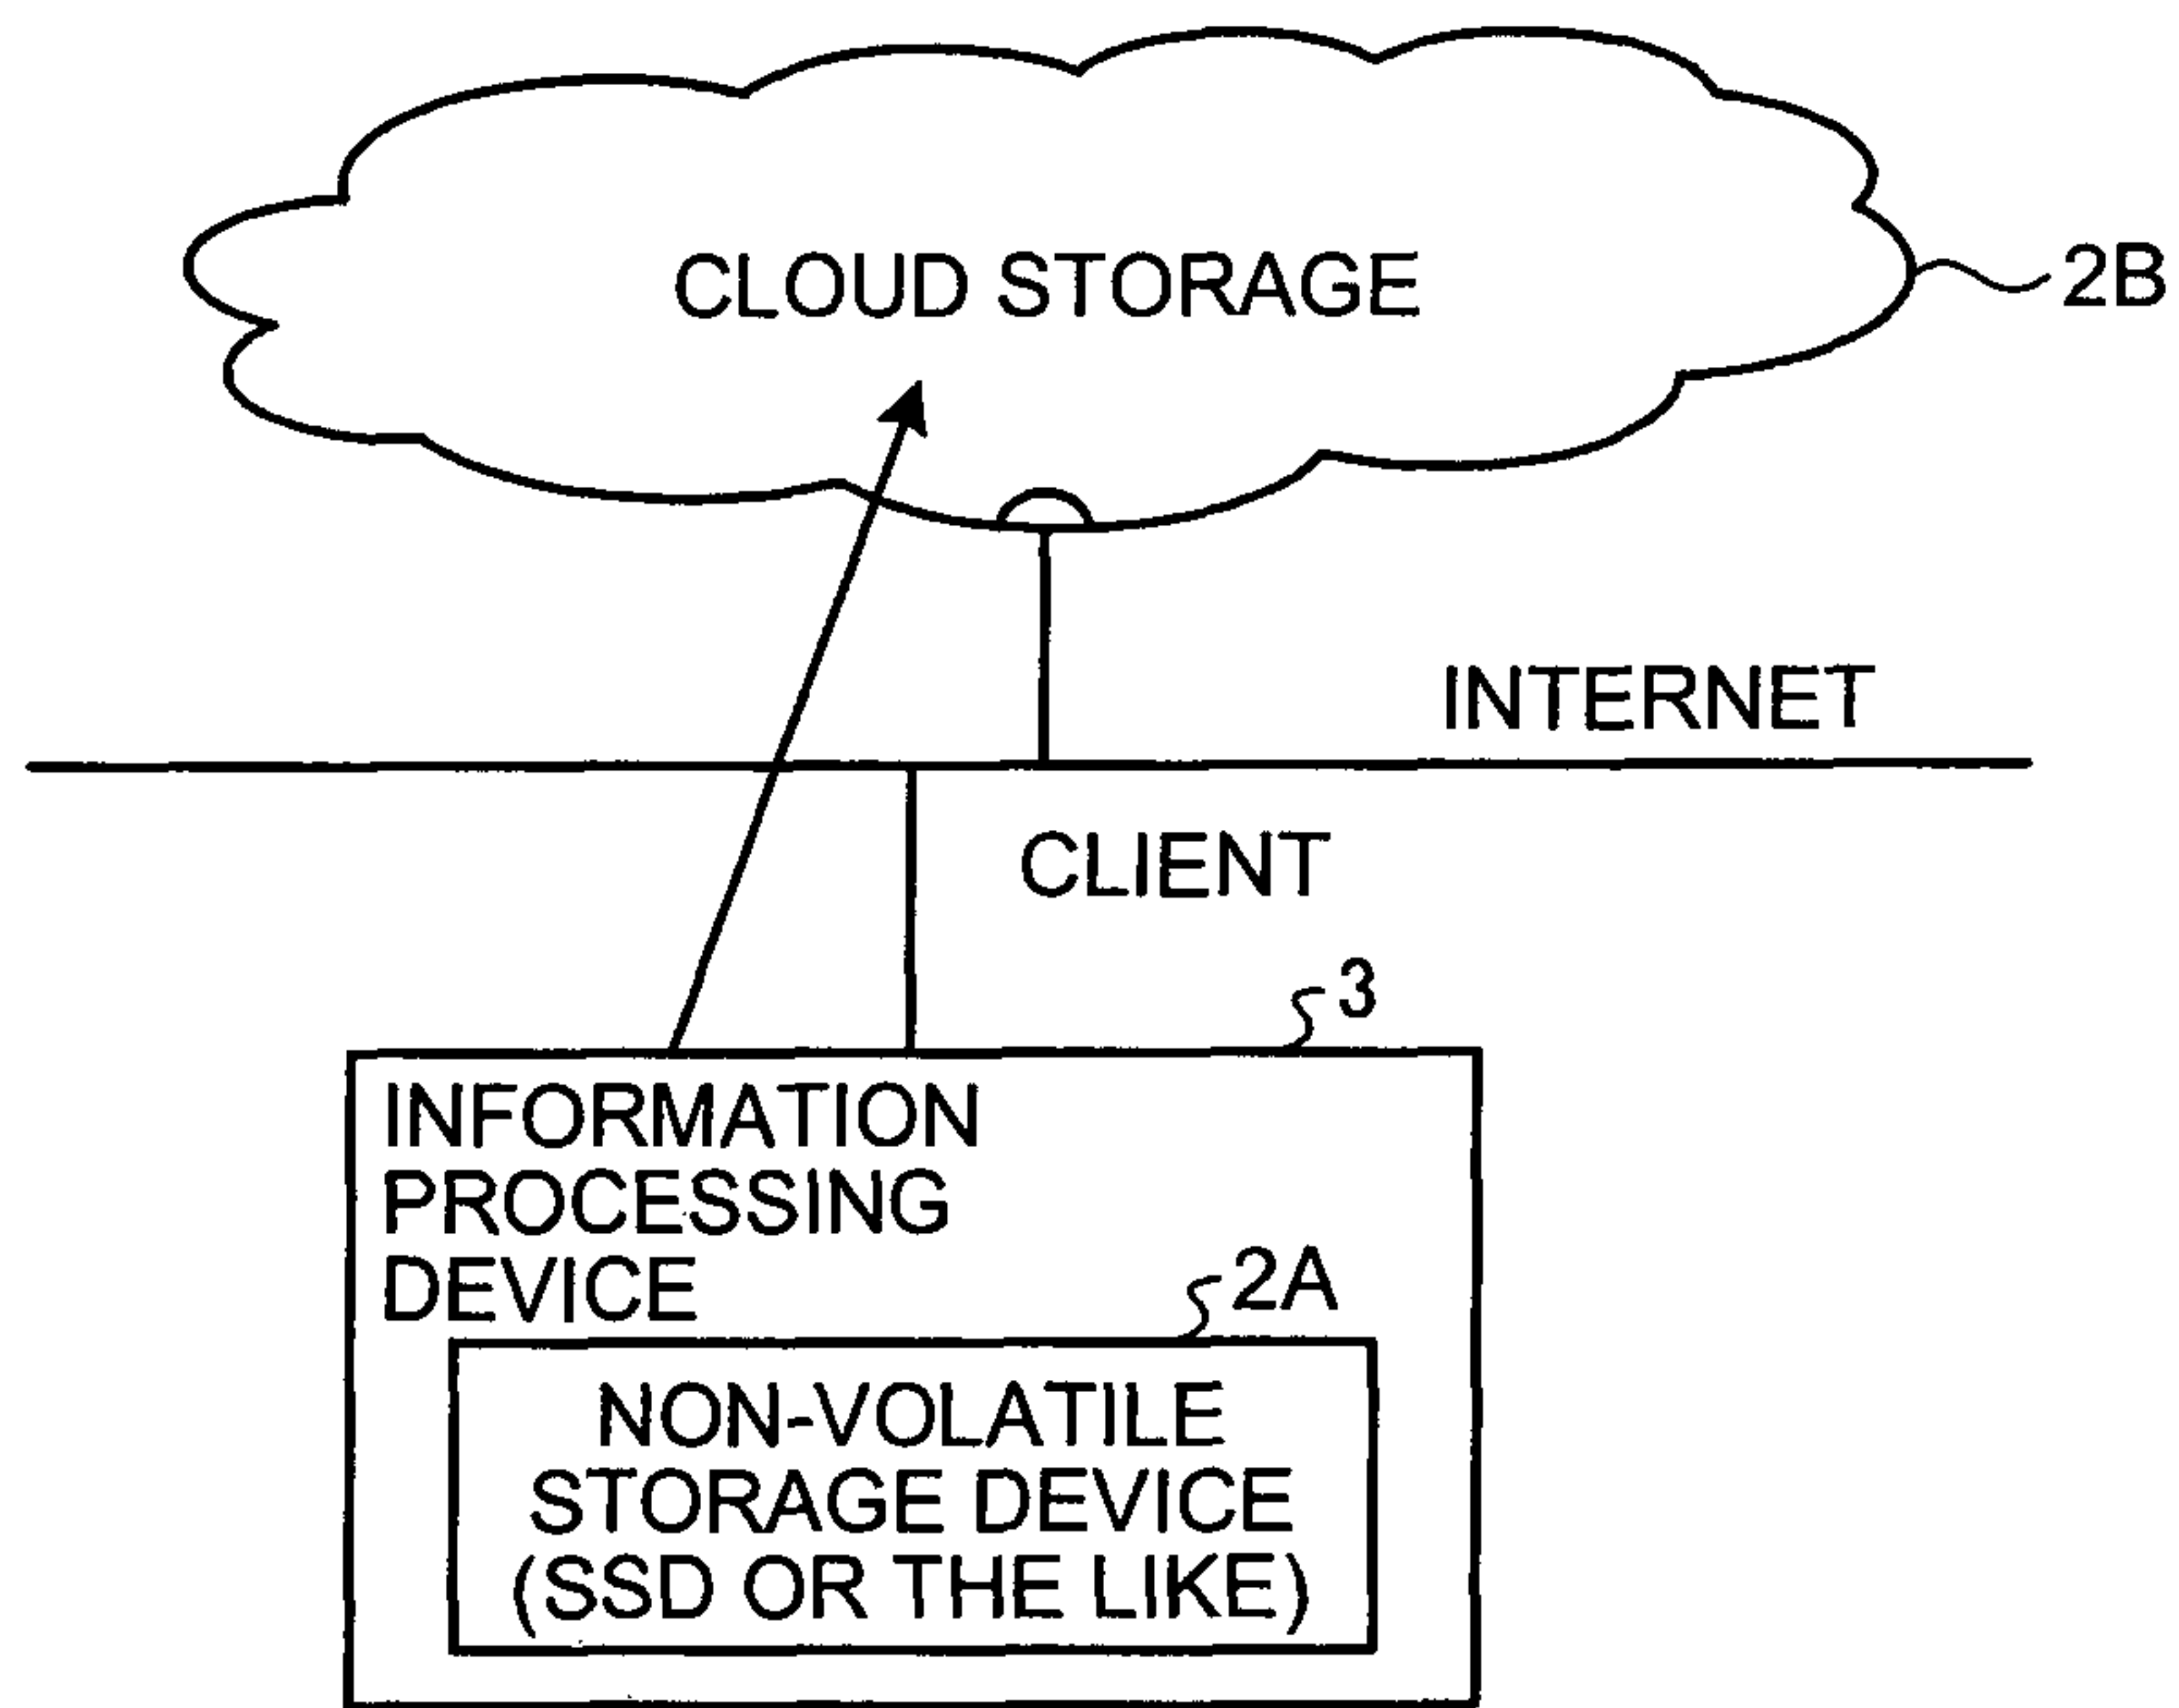 CLOUD STORAGE
2B
INTERNET
CLIENT
3
INFORMATION
PROCESSING
DEVICE
2A
NON-VOLATILE
STORAGE DEVICE
(SSD OR THE LIKE)